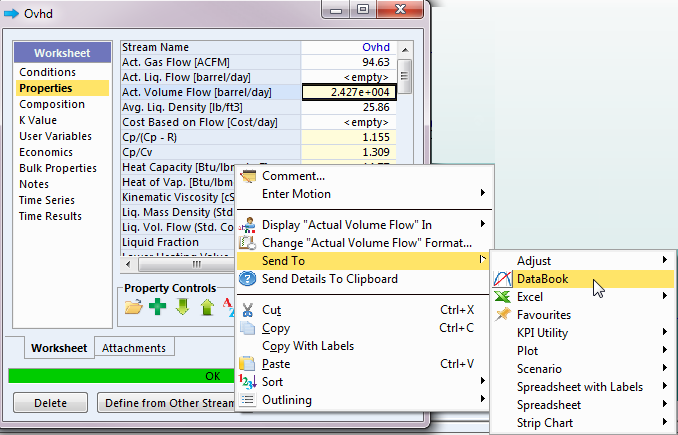 Ovhd
Worksheet
Conditions
Properties
Composition
K Value
User Variables
Economics
Bulk Properties
Notes
Time Series
Time Results
Stream Name Ovhd
Act. Gas Flow [ACFM] 94.63
Act. Liq. Flow [barrel/day] <empty>
Act. Volume Flow [barrel/day] 2.427e+004
Avg. Liq. Density [lb/ft3] 25.86
Cost Based on Flow [Cost/day] <empty>
Cp/(Cp - R) 1.155
Cp/Cv 1.309
Heat Capacity [Btu/lbm
Heat of Vap. [Btu/lbm
Kinematic Viscosity [cS
Liq. Mass Density (Std
Liq. Vol. Flow (Std. Co
Liquid Fraction
Lower Heating Value
Property Controls
Worksheet Attachments
OK
Delete Define from Other Stream
Comment...
Enter Motion
Display "Actual Volume Flow" In
Change "Actual Volume Flow" Format...
Send To
Send Details To Clipboard
Cut Ctrl+X
Copy Ctrl+C
Copy With Labels
Paste Ctrl+V
Sort
Outlining
Adjust
DataBook
Excel
Favourites
KPI Utility
Plot
Scenario
Spreadsheet with Labels
Spreadsheet
Strip Chart